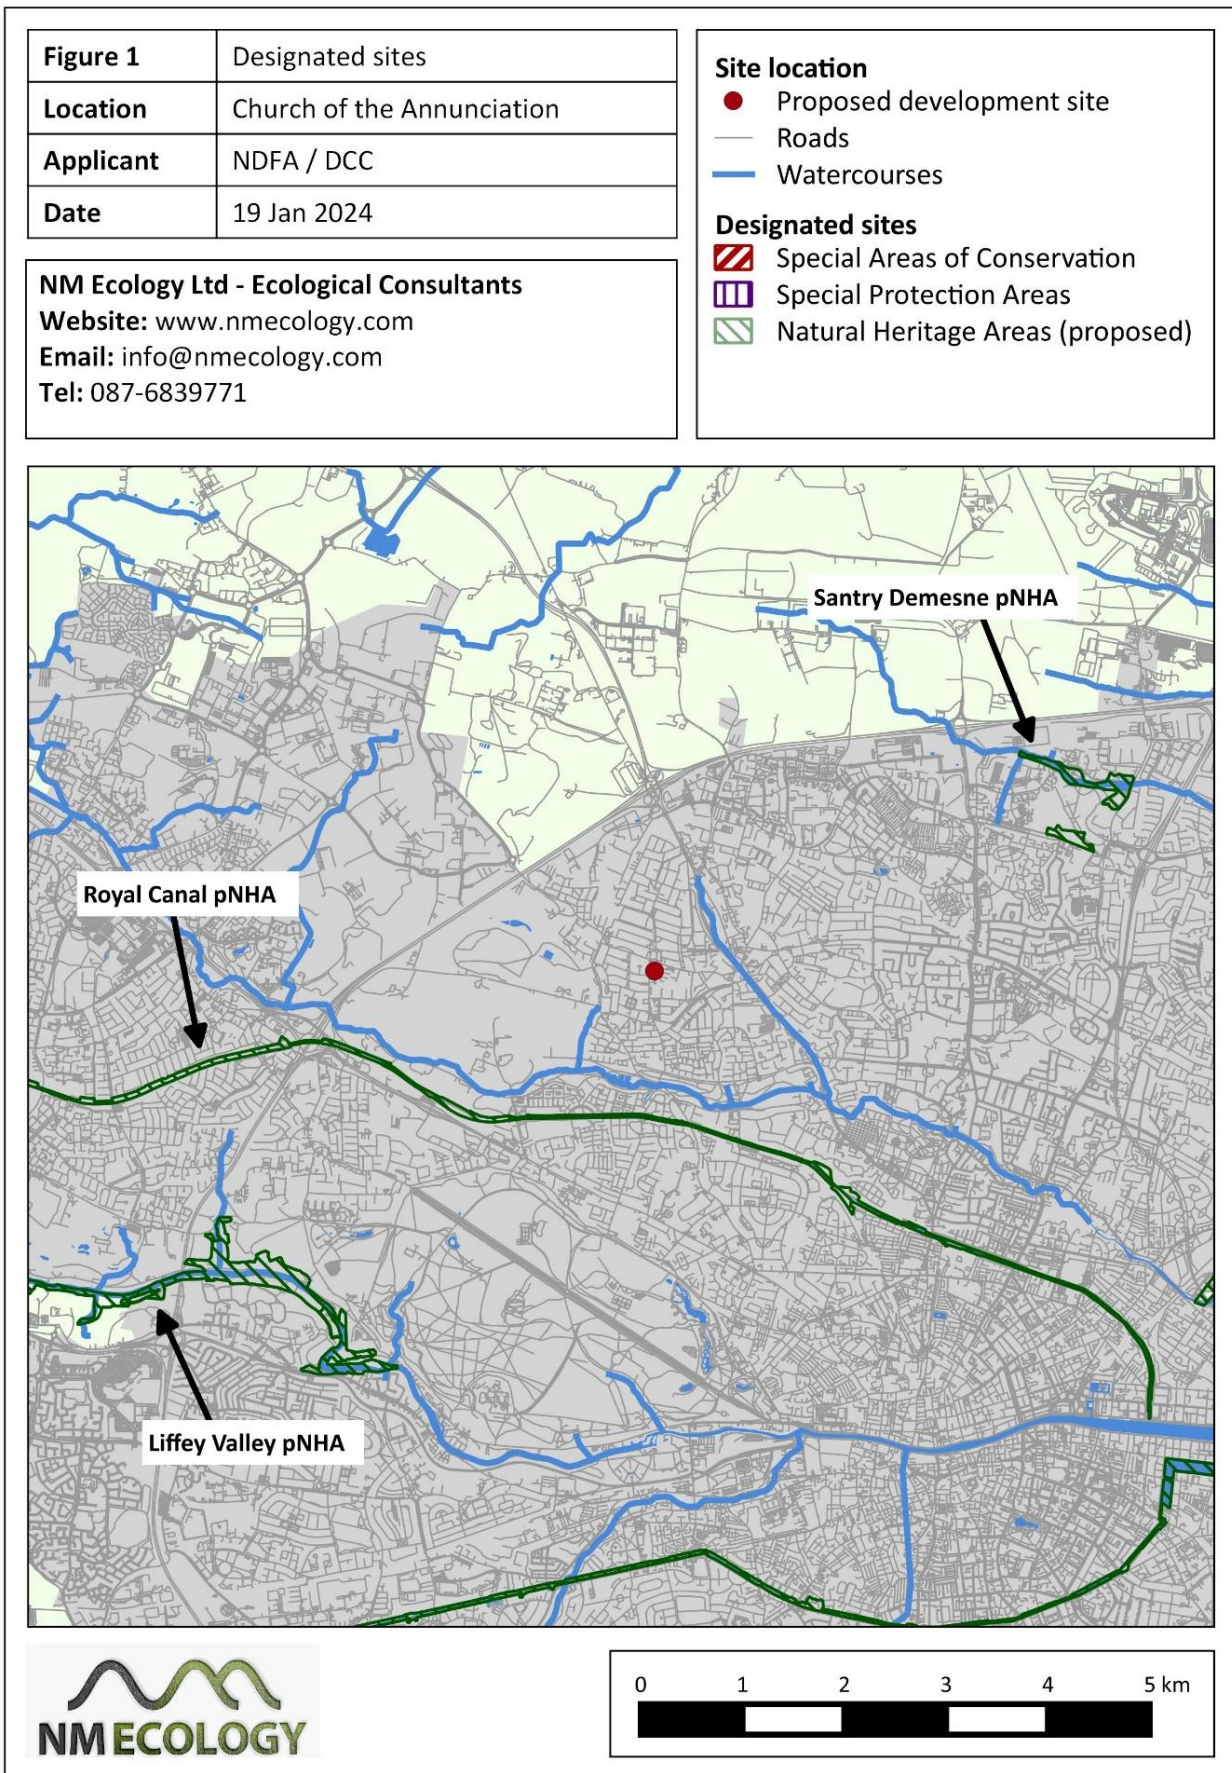 Figure 1 Designated sites
Location Church of the Annunciation
Applicant NDFA / DCC
Date 19 Jan 2024
NM Ecology Ltd - Ecological Consultants
Website: www.nmecology.com
Email: info@nmecology.com
Tel: 087-6839771
Site location
Proposed development site
Roads
Watercourses
Designated sites
Special Areas of Conservation
Special Protection Areas
Natural Heritage Areas (proposed)
Santry Demesne pNHA
Royal Canal pNHA
Liffey Valley pNHA
NM ECOLOGY
0 1 2 3 4 5 km